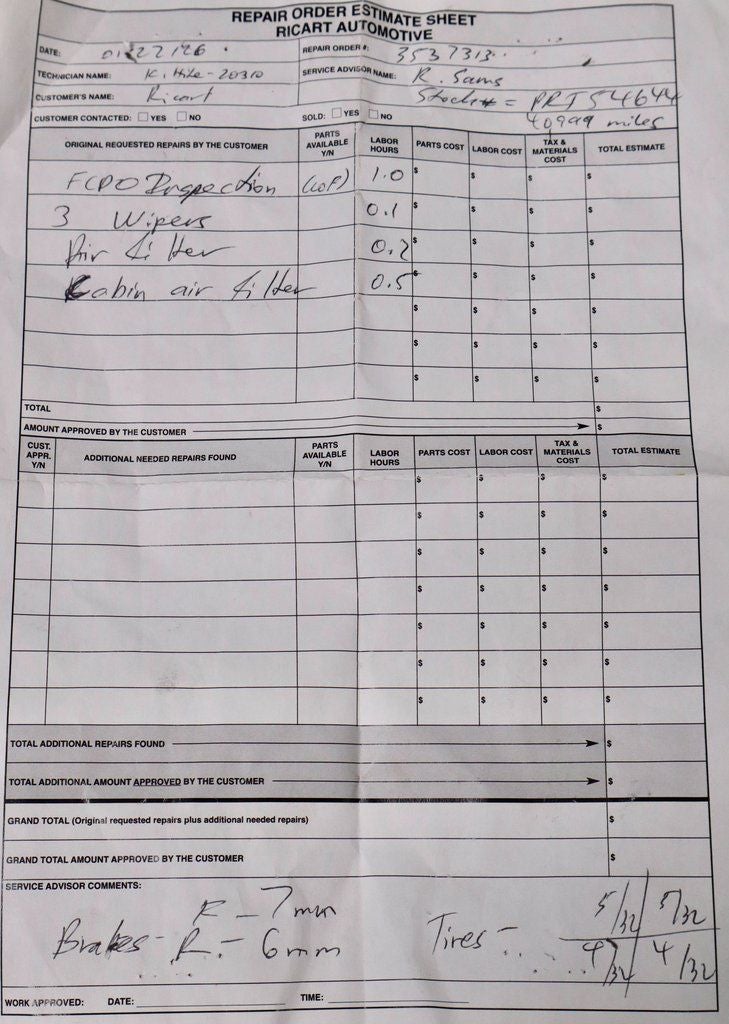 REPAIR ORDER ESTIMATE SHEET
RICART AUTOMOTIVE
DATE: 01/22/26 REPAIR ORDER #: 3537313
TECHNICIAN NAME: K. Hile - 20310 SERVICE ADVISOR NAME: R. Sams
CUSTOMER'S NAME: Ricart Stock# = PRT54644
CUSTOMER CONTACTED: YES NO SOLD: YES NO 40999 miles
ORIGINAL REQUESTED REPAIRS BY THE CUSTOMER PARTS AVAILABLE Y/N LABOR HOURS PARTS COST LABOR COST TAX & MATERIALS COST TOTAL ESTIMATE
FCPO Inspection (LOF) 1.0 $ $ $ $
3 Wipers 0.1 $ $ $ $
Air filter 0.2 $ $ $ $
Cabin air filter 0.5 $ $ $ $
$ $ $ $
$ $ $ $
$ $ $ $
TOTAL $
AMOUNT APPROVED BY THE CUSTOMER $
CUST. APPR. Y/N ADDITIONAL NEEDED REPAIRS FOUND PARTS AVAILABLE Y/N LABOR HOURS PARTS COST LABOR COST TAX & MATERIALS COST TOTAL ESTIMATE
$ $ $ $
$ $ $ $
$ $ $ $
$ $ $ $
$ $ $ $
$ $ $ $
$ $ $ $
TOTAL ADDITIONAL REPAIRS FOUND $
TOTAL ADDITIONAL AMOUNT APPROVED BY THE CUSTOMER $
GRAND TOTAL (Original requested repairs plus additional needed repairs) $
GRAND TOTAL AMOUNT APPROVED BY THE CUSTOMER $
SERVICE ADVISOR COMMENTS:
F - 7mm 5/32 5/32
Brakes - R - 6mm Tires - 4/32 4/32
WORK APPROVED: DATE: TIME: